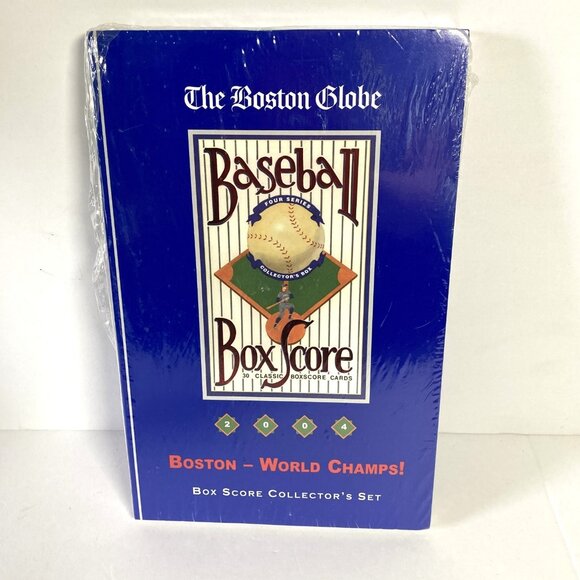 The Boston Globe
Baseball
FOUR SERIES
COLLECTOR'S BOX
Box Score
30 CLASSIC BOXSCORE CARDS
2 0 0 4
BOSTON – WORLD CHAMPS!
BOX SCORE COLLECTOR'S SET